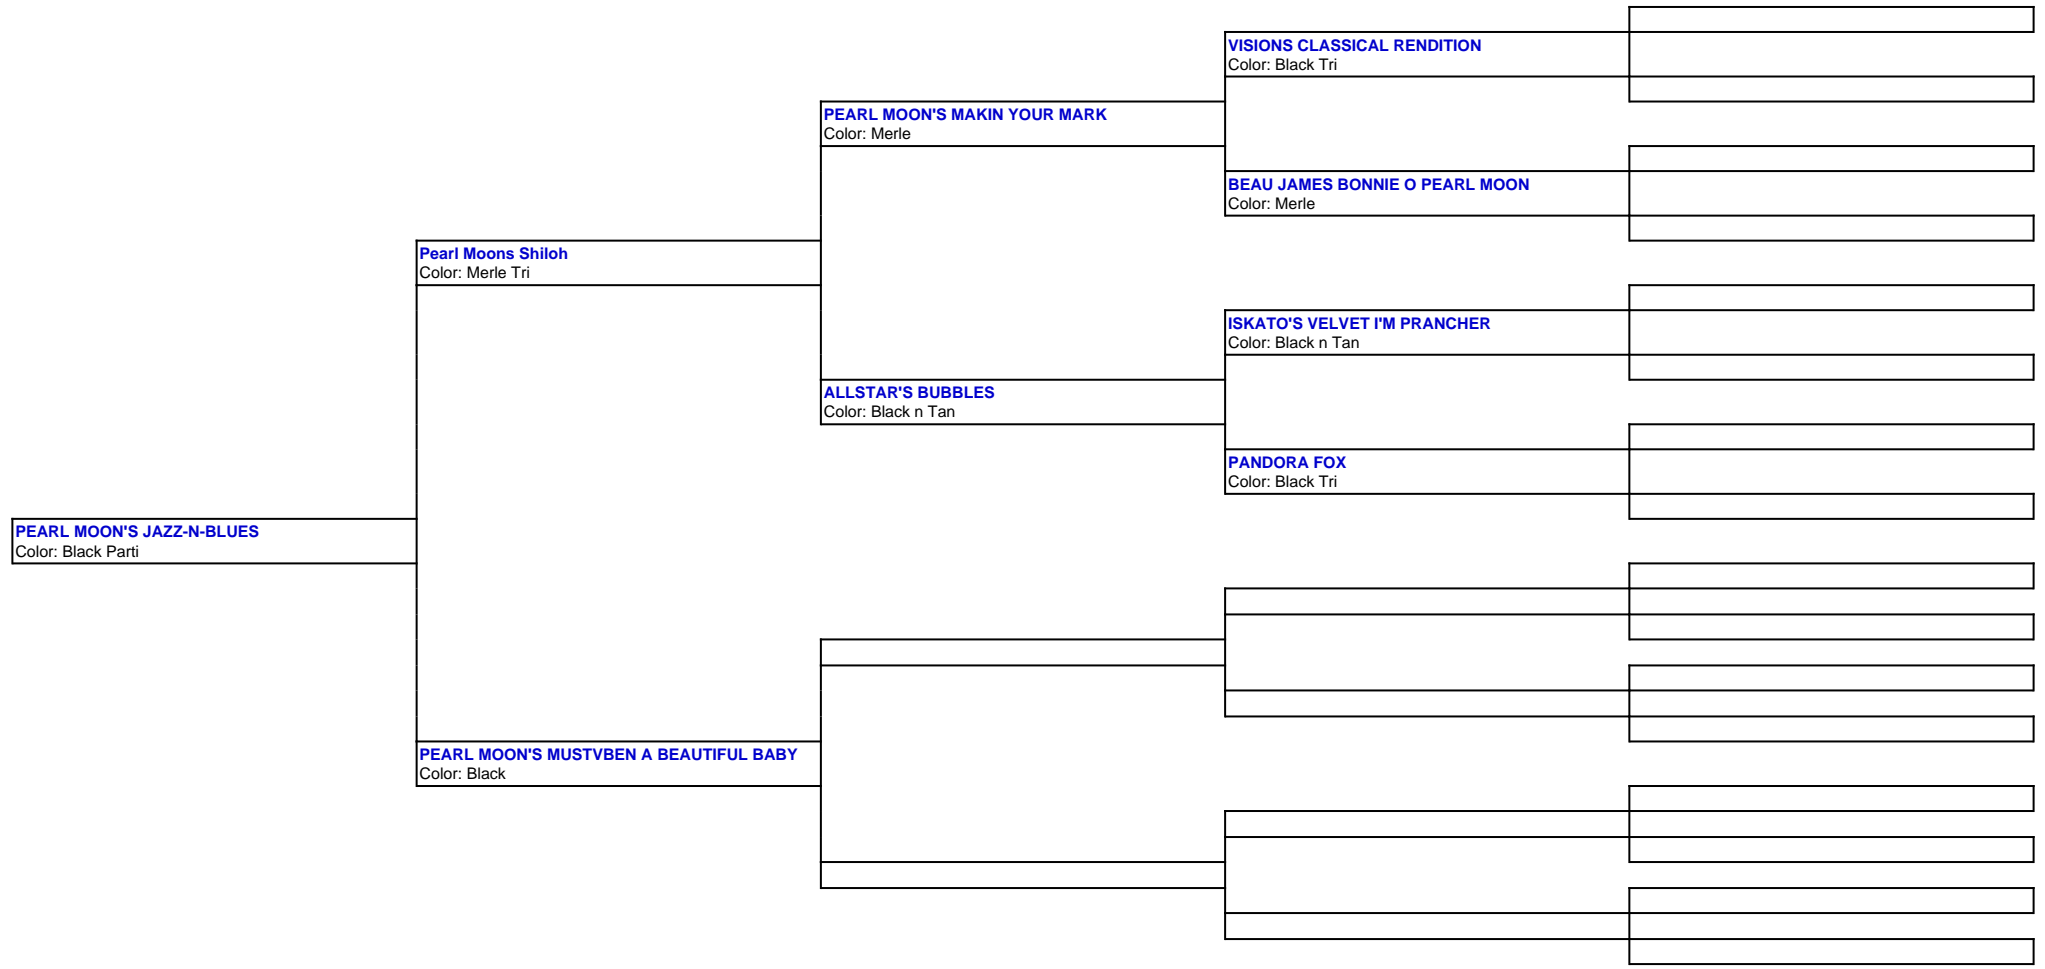 VISIONS CLASSICAL RENDITION
Color: Black Tri
PEARL MOON'S MAKIN YOUR MARK
Color: Merle
BEAU JAMES BONNIE O PEARL MOON
Color: Merle
Pearl Moons Shiloh
Color: Merle Tri
ISKATO'S VELVET I'M PRANCHER
Color: Black n Tan
ALLSTAR'S BUBBLES
Color: Black n Tan
PANDORA FOX
Color: Black Tri
PEARL MOON'S JAZZ-N-BLUES
Color: Black Parti
PEARL MOON'S MUSTVBEN A BEAUTIFUL BABY
Color: Black